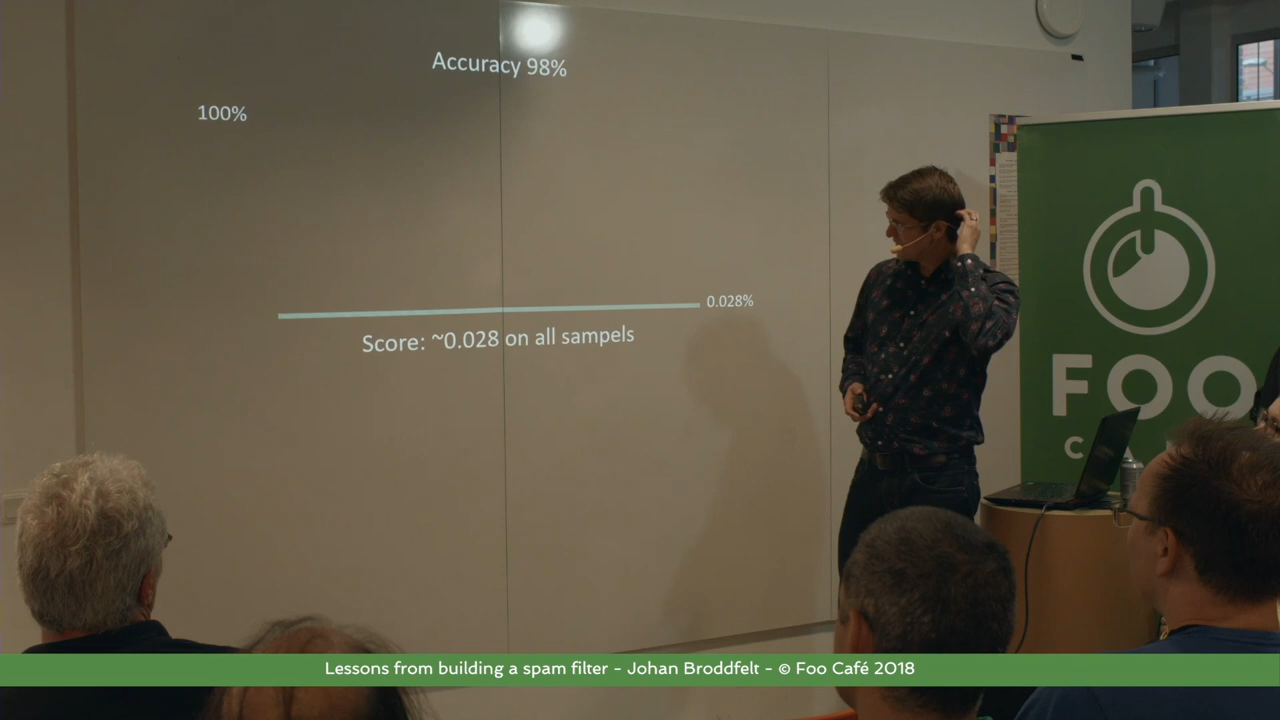 Accuracy 98%
100%
0.028%
Score: ~0.028 on all sampels
FOO
C
Lessons from building a spam filter - Johan Broddfelt - © Foo Café 2018